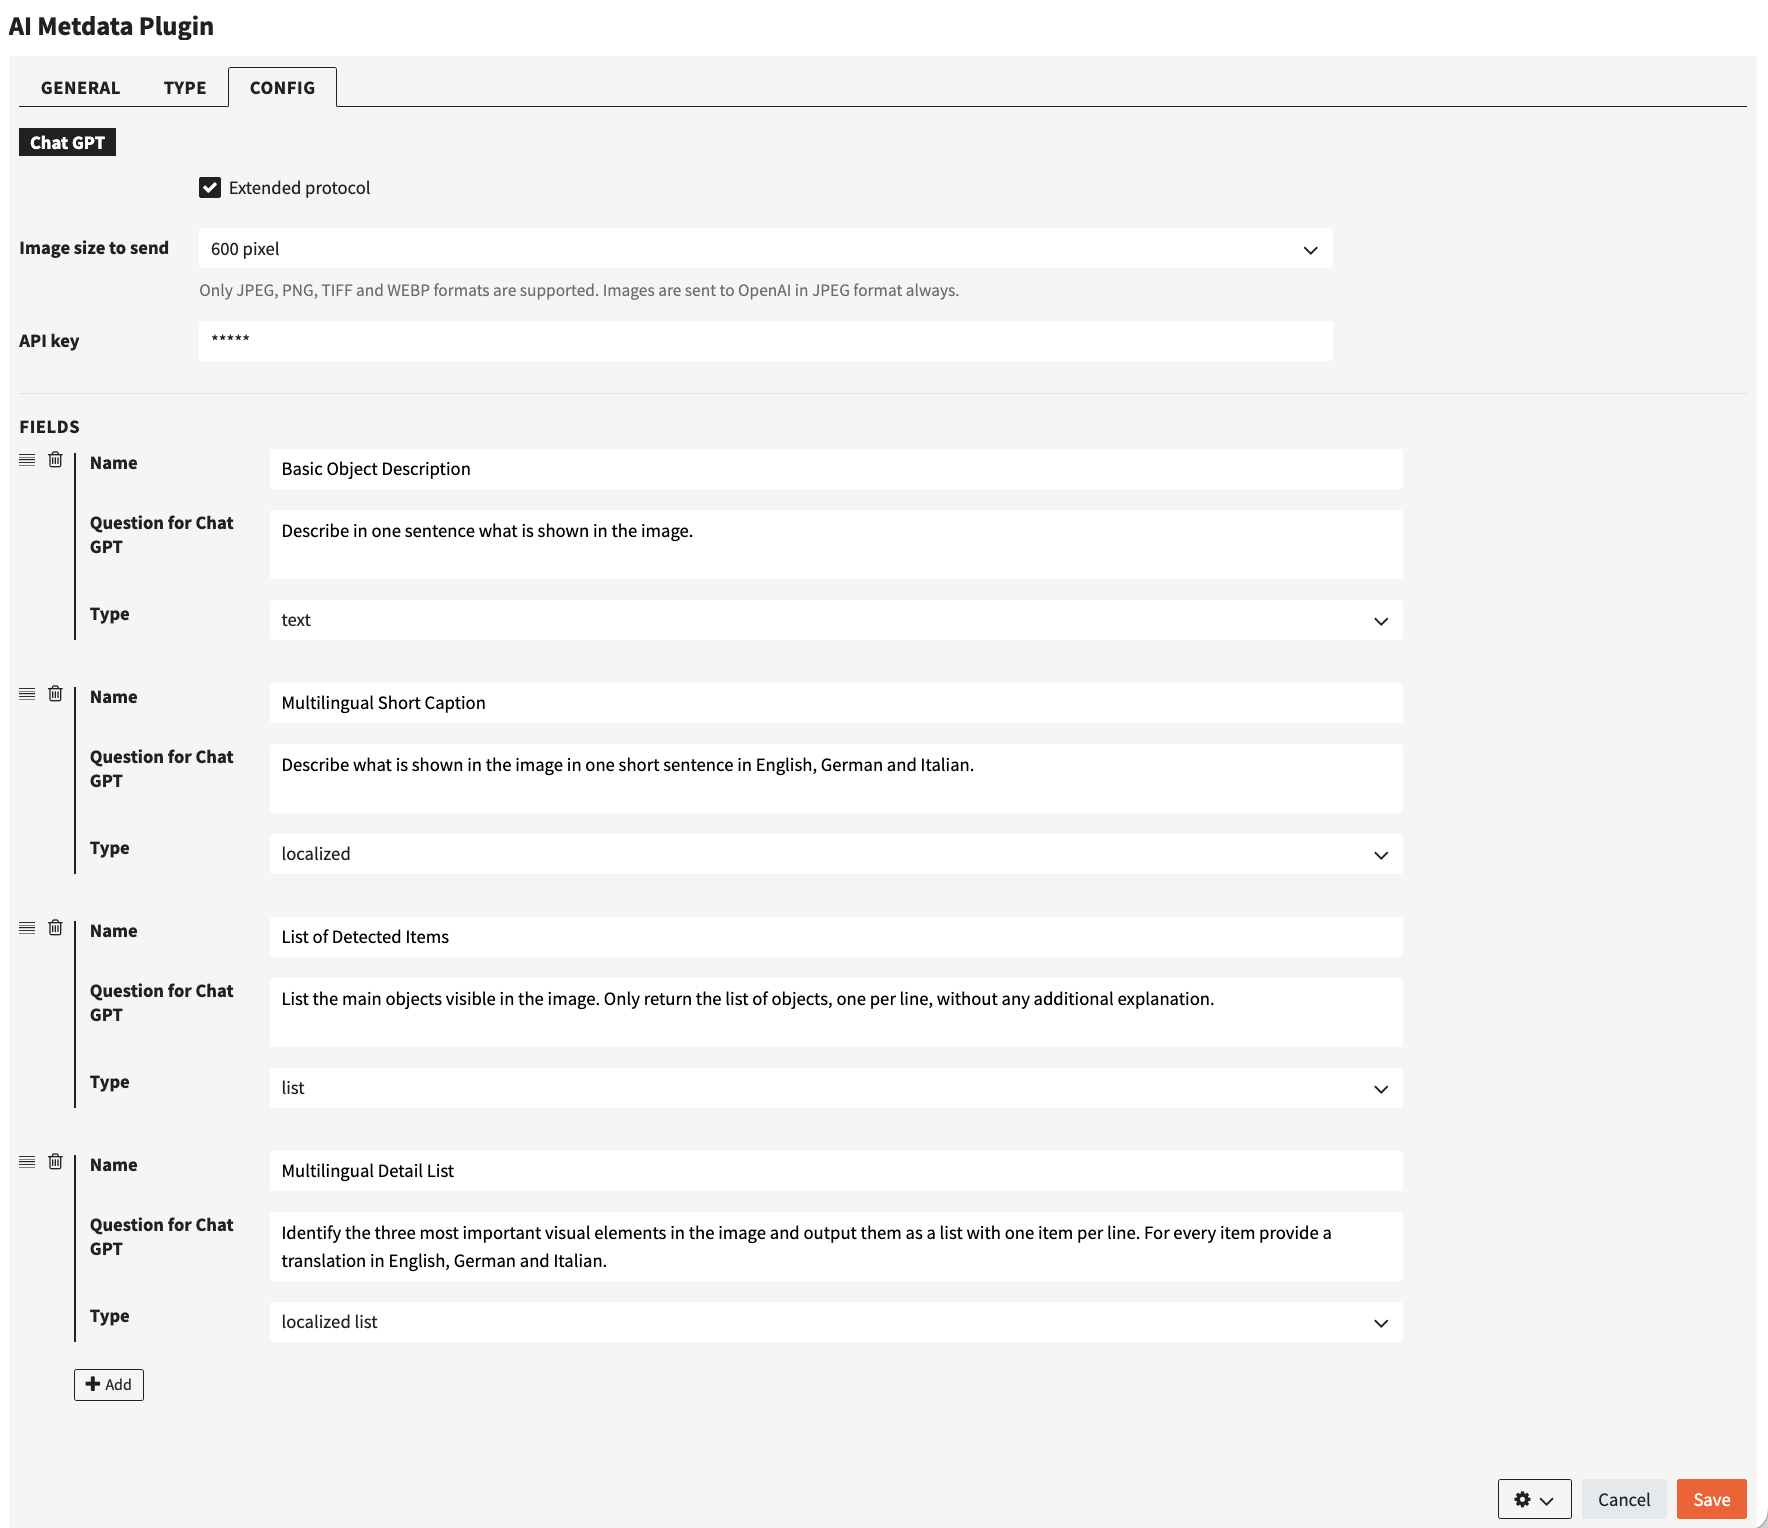 AI Metdata Plugin
GENERAL
TYPE
CONFIG
Chat GPT
Extended protocol
Image size to send
600 pixel
Only JPEG, PNG, TIFF and WEBP formats are supported. Images are sent to OpenAI in JPEG format always.
API key
*****
FIELDS
Name
Basic Object Description
Question for Chat
GPT
Describe in one sentence what is shown in the image.
Type
text
Name
Multilingual Short Caption
Question for Chat
GPT
Describe what is shown in the image in one short sentence in English, German and Italian.
Type
localized
Name
List of Detected Items
Question for Chat
GPT
List the main objects visible in the image. Only return the list of objects, one per line, without any additional explanation.
Type
list
Name
Multilingual Detail List
Question for Chat
GPT
Identify the three most important visual elements in the image and output them as a list with one item per line. For every item provide a
translation in English, German and Italian.
Type
localized list
Add
Cancel
Save